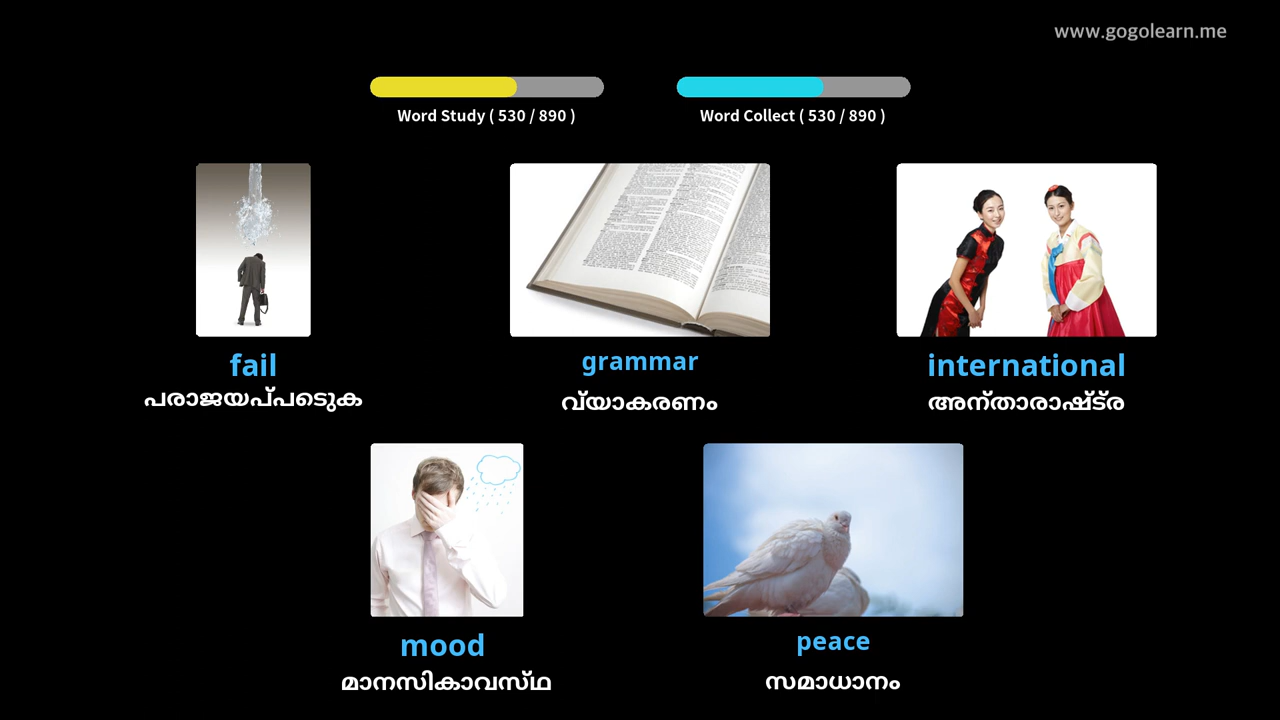 www.gogolearn.me
Word Study ( 530 / 890 )
Word Collect ( 530 / 890 )
fail
grammar
international
പരാജയപ്പടെുക
വ്യാകരണം
അന്താരാഷ്ട്ര
mood
peace
മാനസികാവസ്ഥ
സമാധാനം